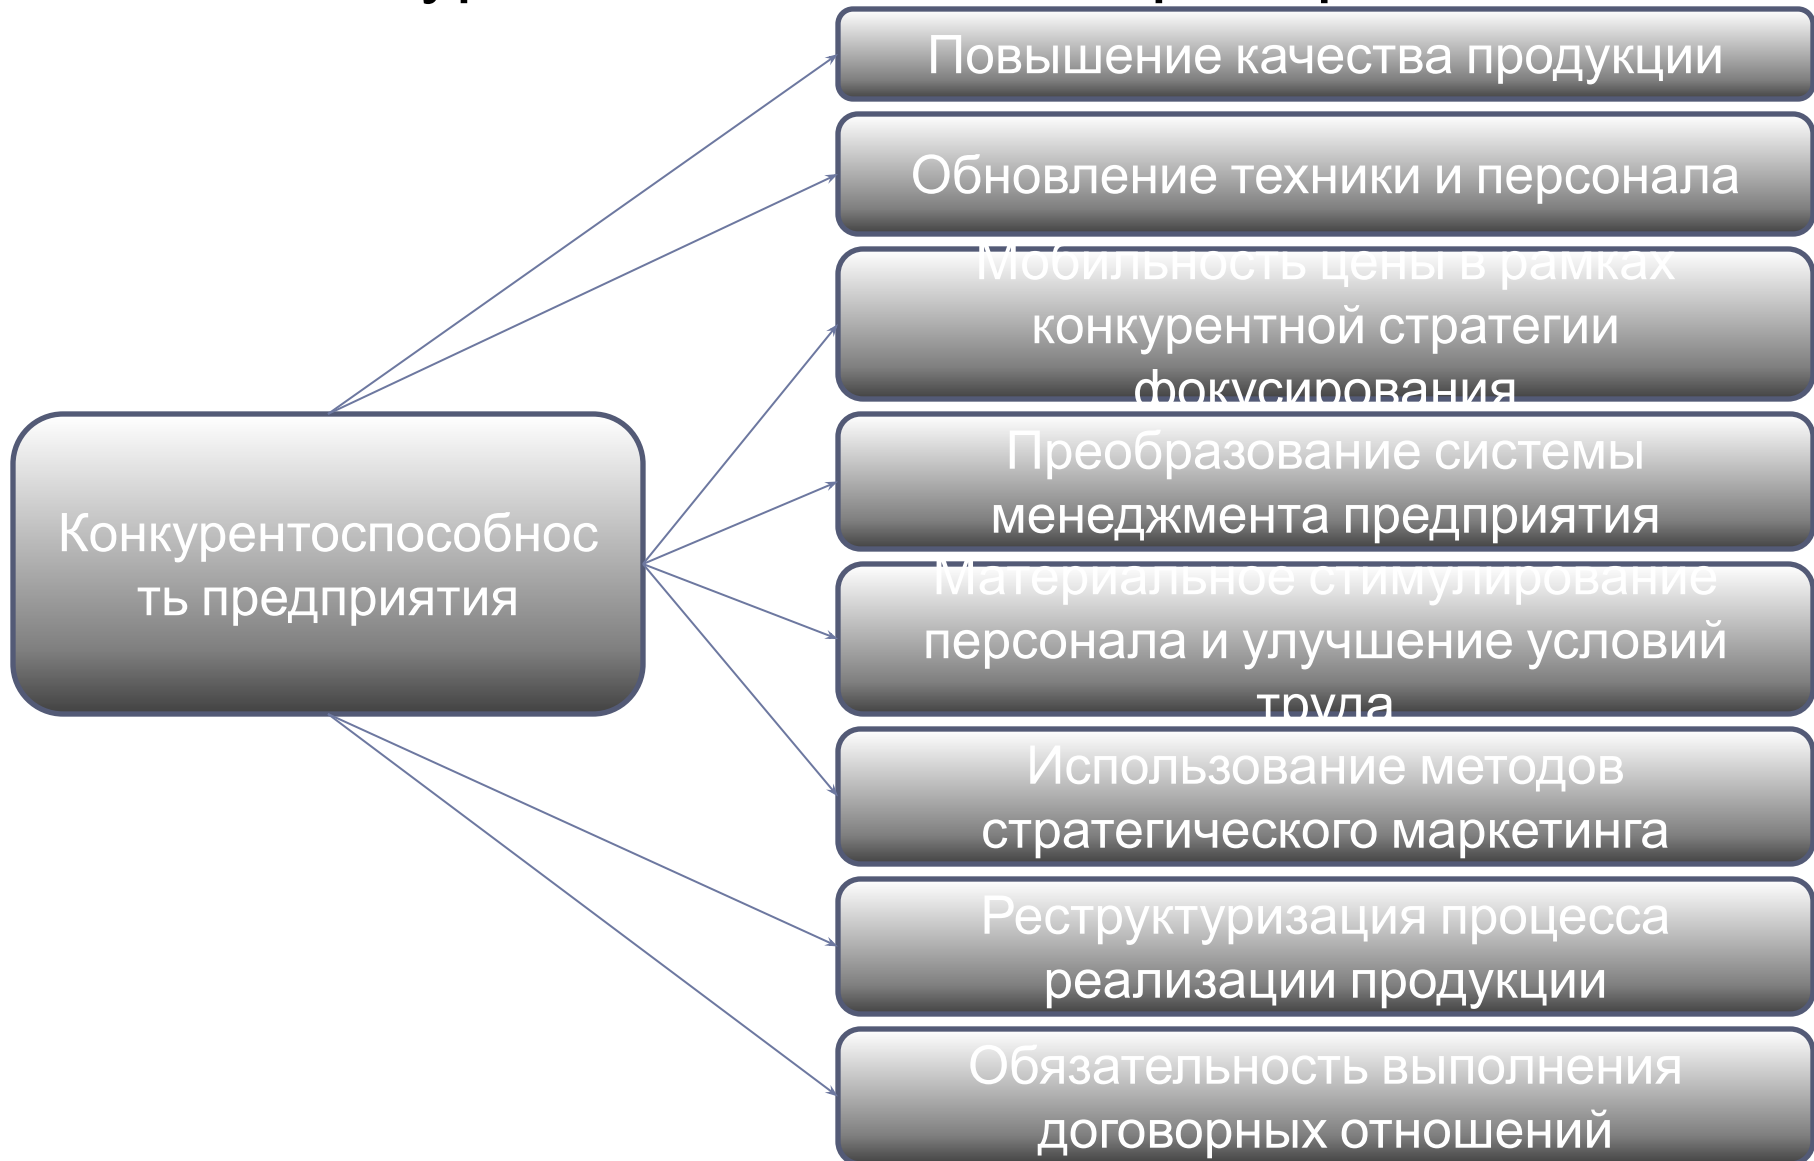 Повышение качества продукции
Обновление техники и персонала
Мобильность цены в рамках
конкурентной стратегии
фокусирования
Преобразование системы
менеджмента предприятия
Конкурентоспособнос
ть предприятия
Материальное стимулирование
персонала и улучшение условий
труда
Использование методов
стратегического маркетинга
Реструктуризация процесса
реализации продукции
Обязательность выполнения
договорных отношений